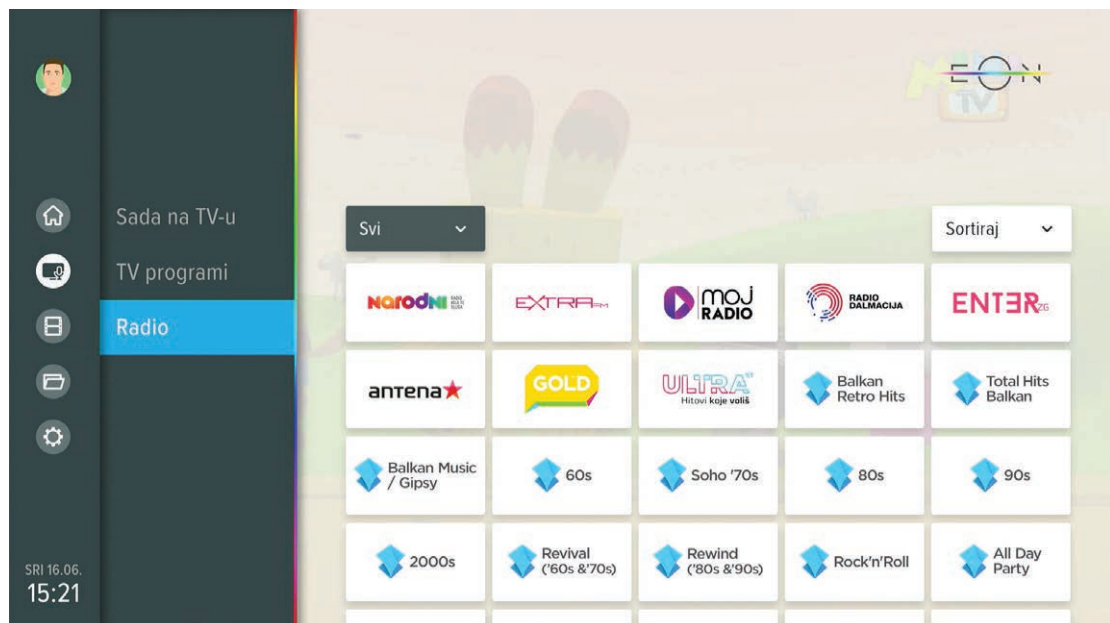 EON
TV
Sada na TV-u
TV programi
Radio
Svi
Sortiraj
NarodNI
EXTRA FM
MOJ
RADIO
RADIO
DALMACIJA
ENTER ZG
antena
GOLD
ULTRA
Hitovi koje voliš
Balkan
Retro Hits
Total Hits
Balkan
Balkan Music
/ Gipsy
60s
Soho '70s
80s
90s
2000s
Revival
('60s &'70s)
Rewind
('80s &'90s)
Rock'n'Roll
All Day
Party
SRI 16.06.
15:21